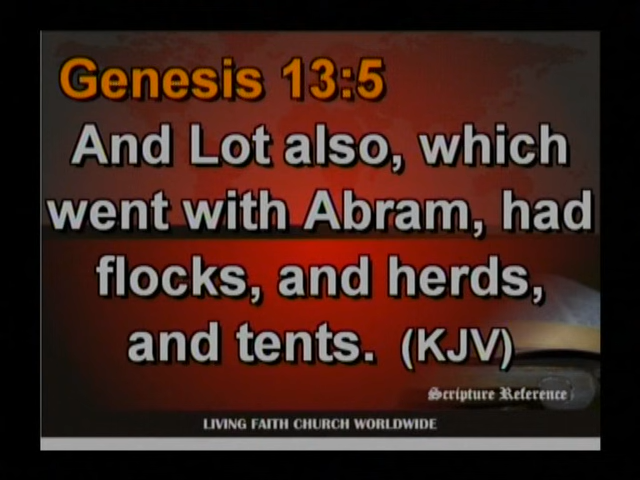 Genesis 13:5
And Lot also, which
went with Abram, had
flocks, and herds,
and tents. (KJV)
Scripture Reference
LIVING FAITH CHURCH WORLDWIDE